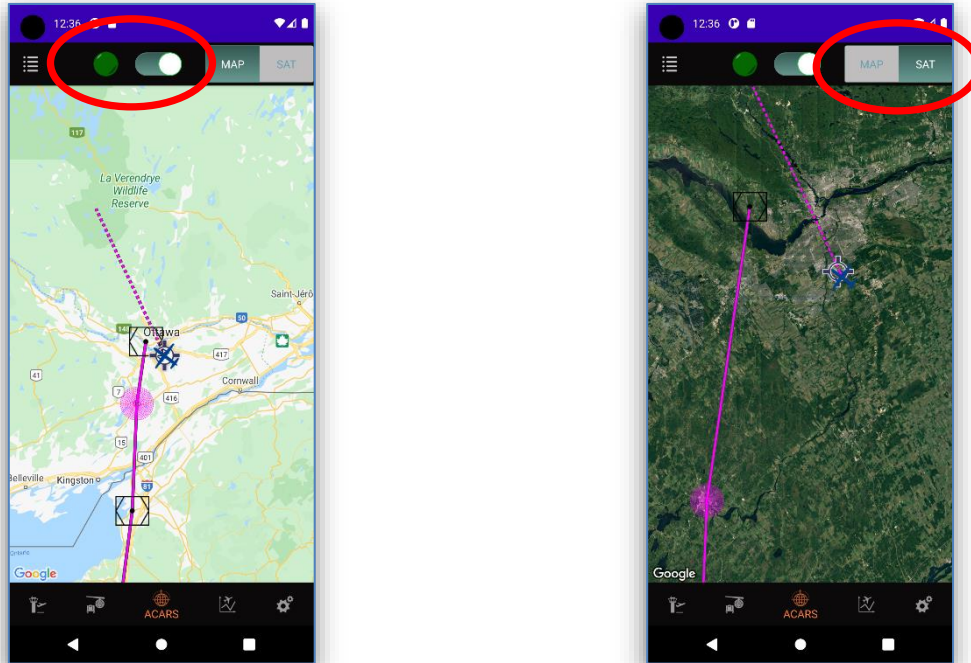 12:36
MAP SAT
117
La Verendrye
Wildlife
Reserve
Saint-Jérô
50
148
Ottawa
417
41
Cornwall
7
416
15
401
Belleville
Kingston
81
Google
ACARS
12:36
MAP SAT
Google
ACARS